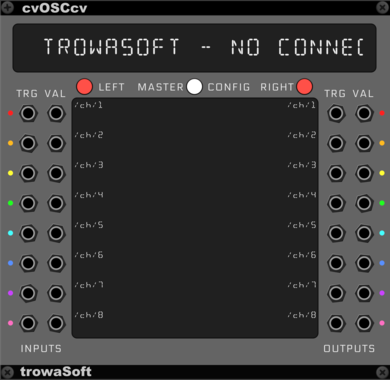 cvOSCcv
TROWASOFT - NO CONNEC
TRG VAL LEFT MASTER CONFIG RIGHT TRG VAL
/ch/1 /ch/1
/ch/2 /ch/2
/ch/3 /ch/3
/ch/4 /ch/4
/ch/5 /ch/5
/ch/6 /ch/6
/ch/7 /ch/7
/ch/8 /ch/8
INPUTS OUTPUTS
trowaSoft